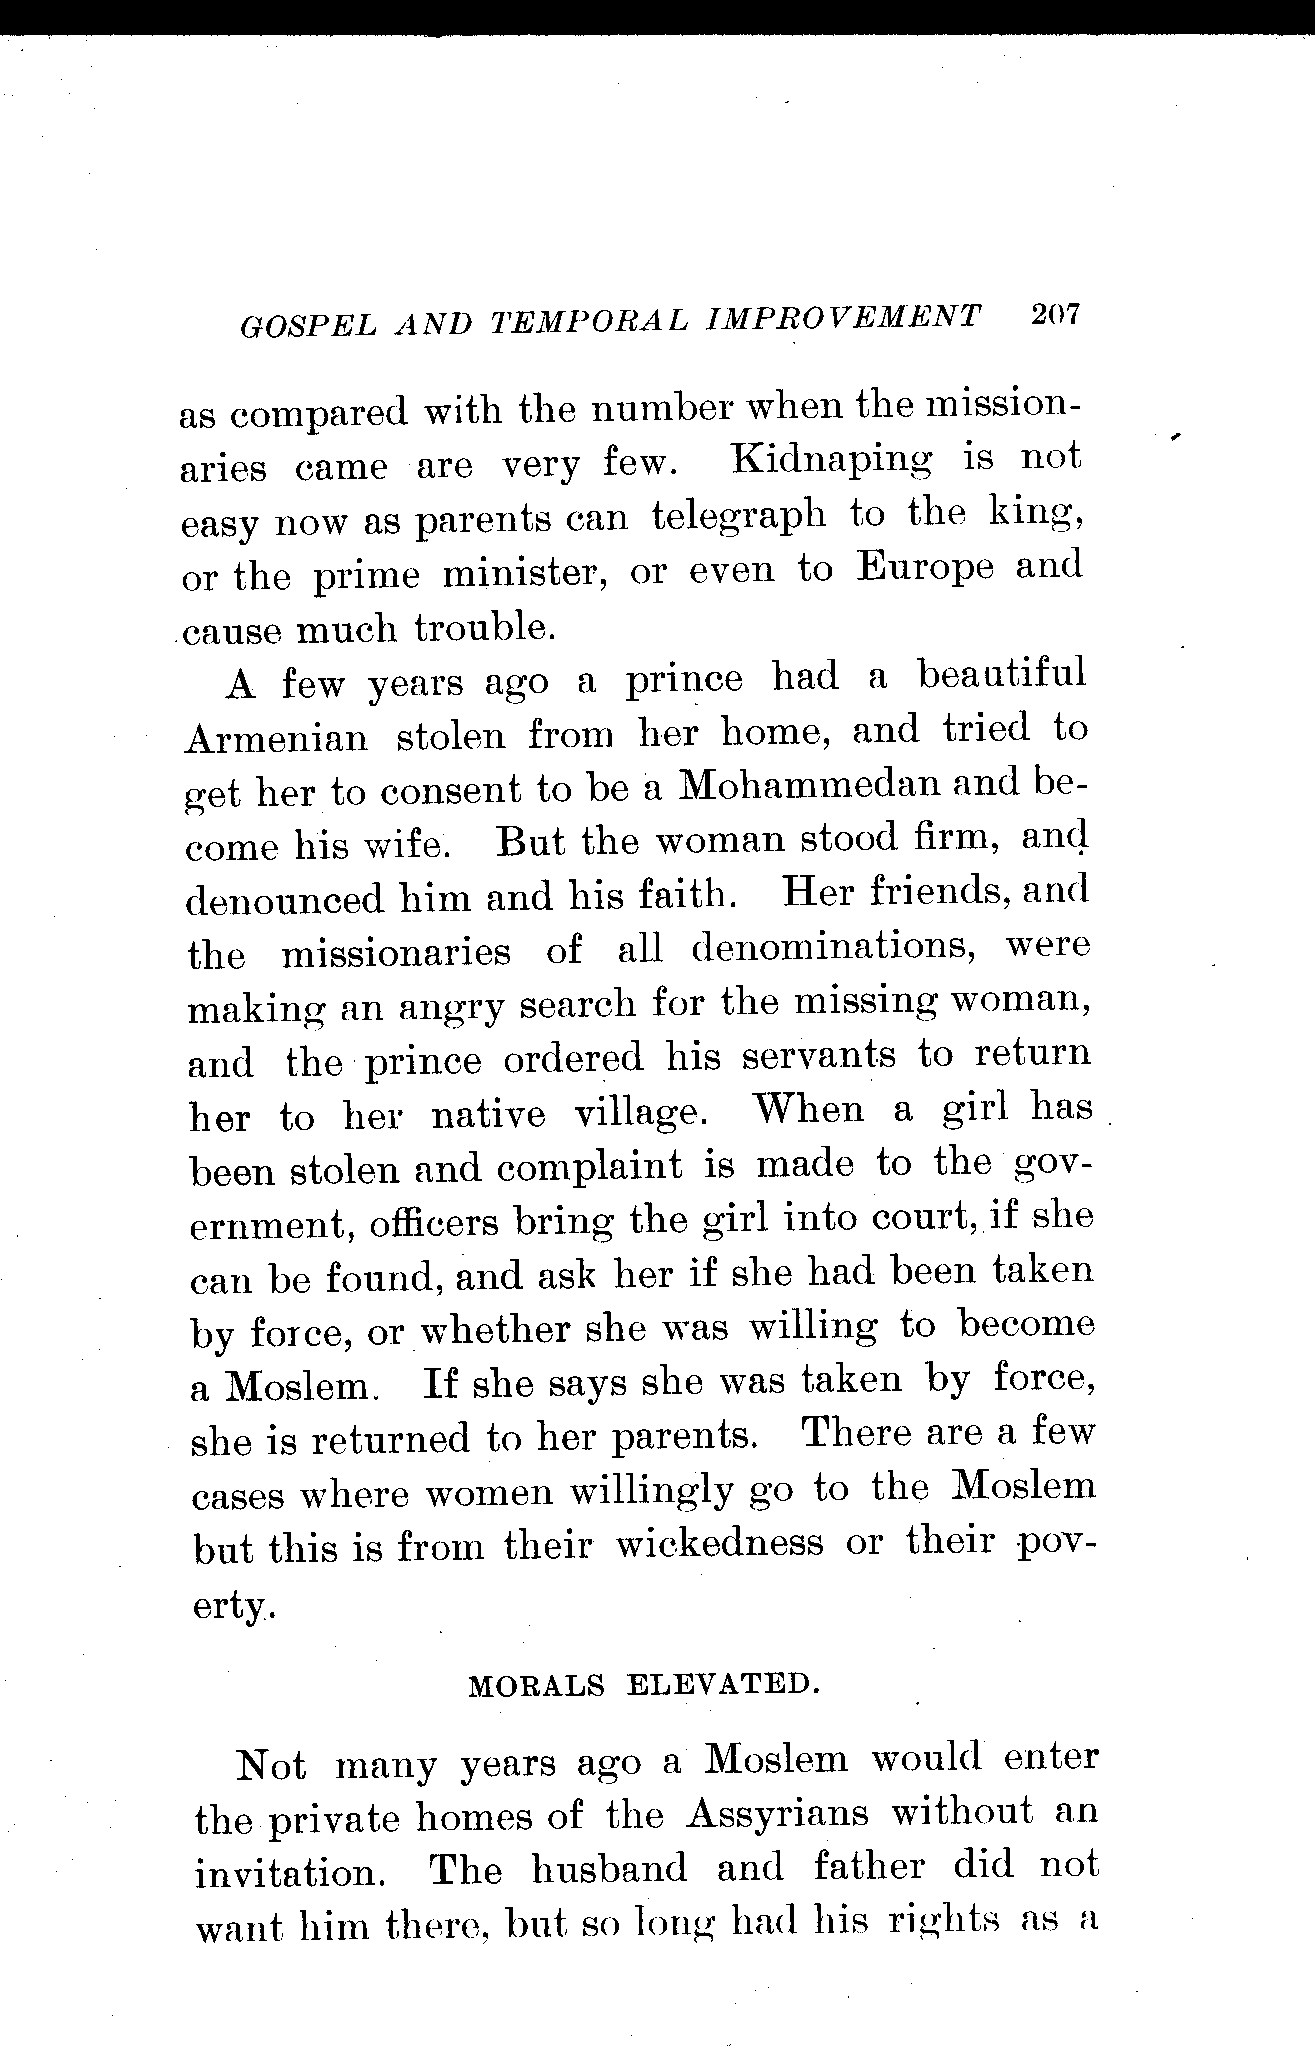 GOSPEL AND TEMPORAL IMPROVEMENT 207
as compared with the number when the mission-
aries came are very few. Kidnaping is not
easy now as parents can telegraph to the king,
or the prime minister, or even to Europe and
cause much trouble.
A few years ago a prince had a beautiful
Armenian stolen from her home, and tried to
get her to consent to be a Mohammedan and be-
come his wife. But the woman stood firm, and
denounced him and his faith. Her friends, and
the missionaries of all denominations, were
making an angry search for the missing woman,
and the prince ordered his servants to return
her to her native village. When a girl has
been stolen and complaint is made to the gov-
ernment, officers bring the girl into court, if she
can be found, and ask her if she had been taken
by force, or whether she was willing to become
a Moslem. If she says she was taken by force,
she is returned to her parents. There are a few
cases where women willingly go to the Moslem
but this is from their wickedness or their pov-
erty.
MORALS ELEVATED.
Not many years ago a Moslem would enter
the private homes of the Assyrians without an
invitation. The husband and father did not
want him there, but so long had his rights as a